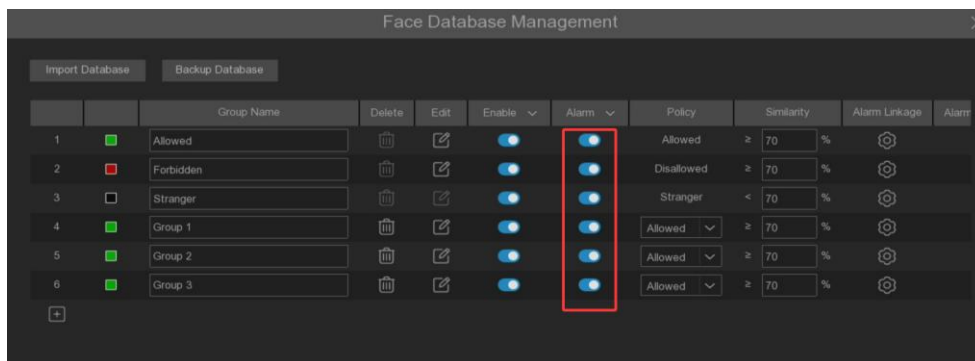 Face Database Management
Import Database Backup Database
Group Name Delete Edit Enable Alarm Policy Similarity Alarm Linkage Alarm
1 Allowed Allowed ≥ 70 %
2 Forbidden Disallowed ≥ 70 %
3 Stranger Stranger < 70 %
4 Group 1 Allowed ≥ 70 %
5 Group 2 Allowed ≥ 70 %
6 Group 3 Allowed ≥ 70 %